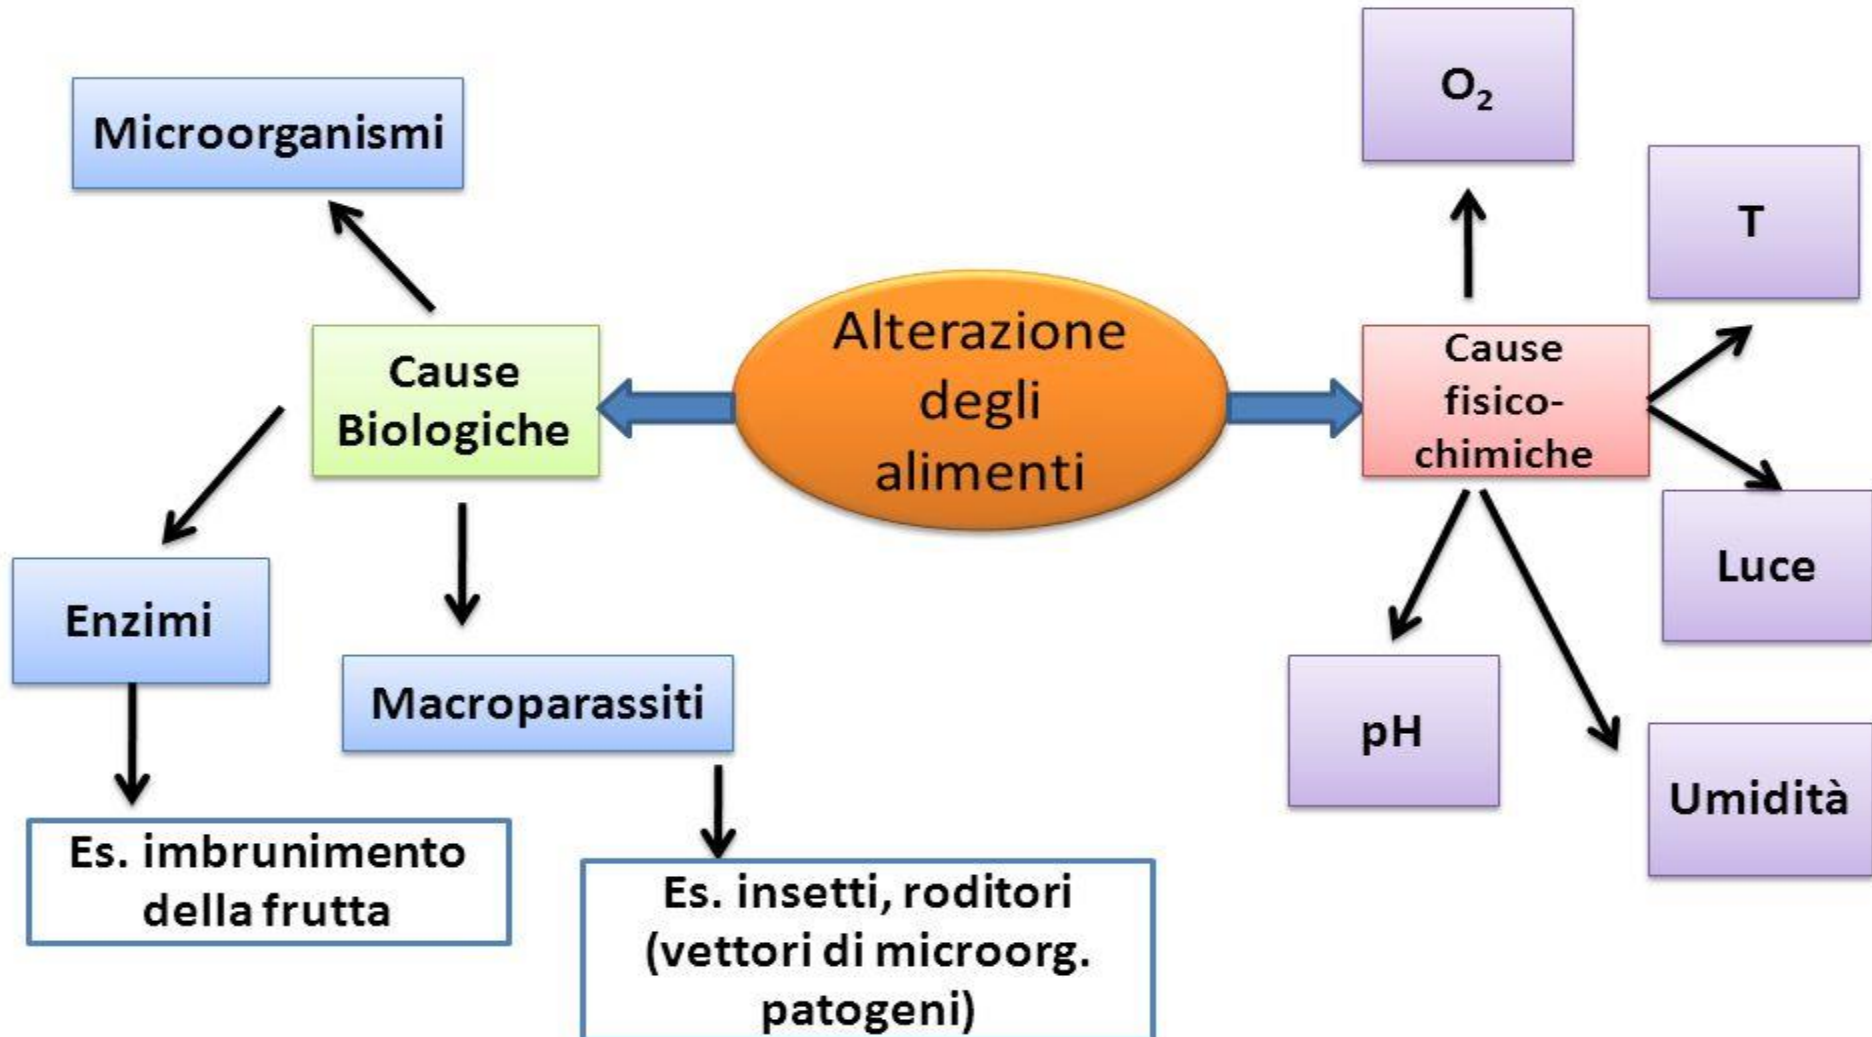 O₂
Microorganismi
T
Alterazione
degli
alimenti
Cause
Biologiche
Cause
fisico-
chimiche
Luce
Enzimi
Macroparassiti
pH
Umidità
Es. imbrunimento
della frutta
Es. insetti, roditori
(vettori di microorg.
patogeni)